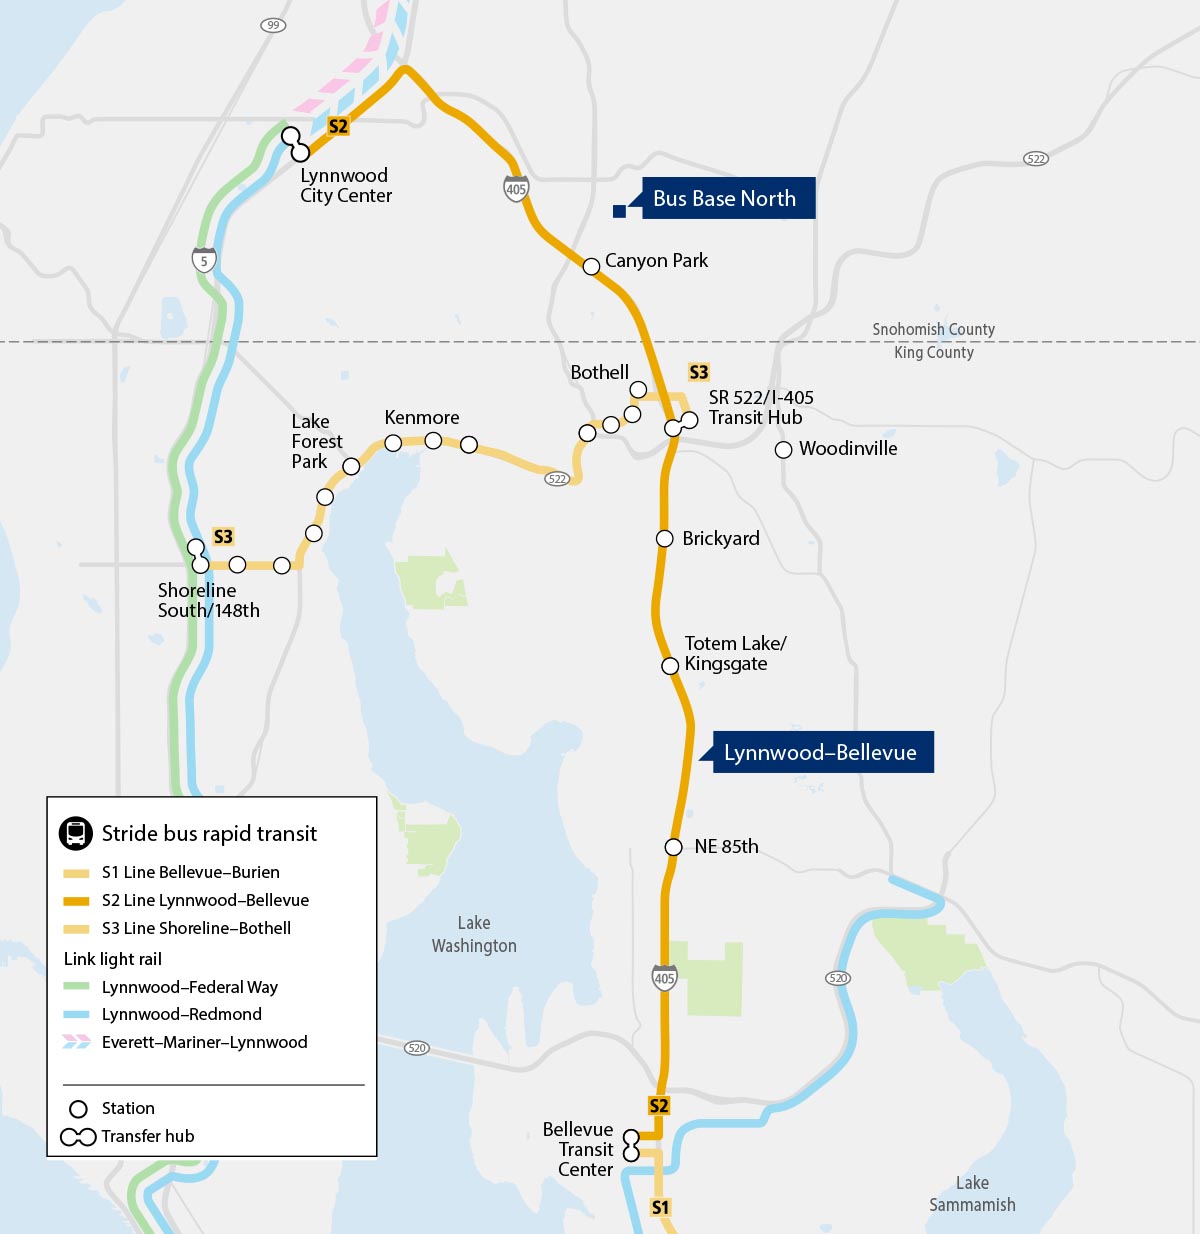 99
S2
Lynnwood
City Center
522
405
Bus Base North
5
Canyon Park
Snohomish County
King County
Bothell
S3
SR 522/I-405
Transit Hub
Lake
Forest
Park
Kenmore
Woodinville
522
S3
Brickyard
Shoreline
South/148th
Totem Lake/
Kingsgate
Lynnwood–Bellevue
NE 85th
Lake
Washington
405
520
520
S2
Bellevue
Transit
Center
S1
Lake
Sammamish
Stride bus rapid transit
S1 Line Bellevue–Burien
S2 Line Lynnwood–Bellevue
S3 Line Shoreline–Bothell
Link light rail
Lynnwood–Federal Way
Lynnwood–Redmond
Everett–Mariner–Lynnwood
Station
Transfer hub